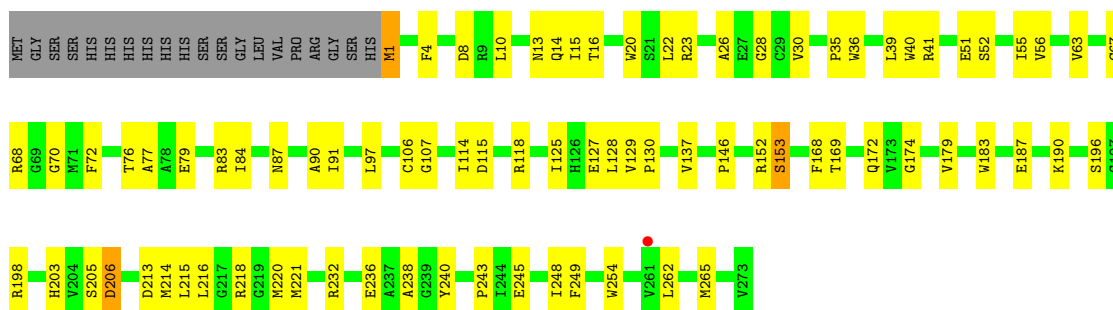 MET GLY SER SER HIS HIS HIS HIS HIS HIS SER SER GLY LEU VAL PRO ARG GLY SER HIS M1 F4 D8 R9 L10 N13 Q14 I15 T16 W20 S21 L22 R23 A26 E27 G28 C29 V30 P35 W36 L39 W40 R41 E51 S52 I55 V56 V63
R68 G69 G70 M71 F72 T76 A77 A78 E79 R83 I84 N87 A90 I91 L97 C106 G107 I114 D115 R118 I125 H126 E127 L128 V129 P130 V137 P146 R152 S153 F168 T169 Q172 V173 G174 V179 W183 E187 K190 S196
R198 H203 V204 S205 D206 D213 M214 L215 L216 G217 R218 G219 M220 M221 R232 E236 A237 A238 G239 Y240 P243 I244 E245 I248 F249 W254 V261 L262 M265 V273